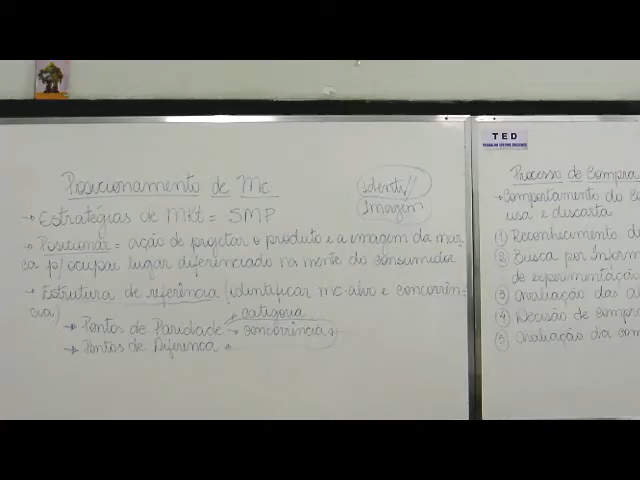 Posicionamento de Mc
Identi//
Imagem
→ Estratégias de MKt = SMP
→ Posicionar = ação de projetar o produto e a imagem da mar
ca p/ ocupar lugar diferenciado na mente do consumidor
→ Estrutura de referência (identificar mc-alvo e concorrên
cia)
→ Pontos de Paridade → categoria
→ concorrência +
→ Pontos de Diferença +
TED
Processo de Compra
→ Comportamento do
usa e descarta
① Reconhecimento
② Busca por
de experimentação
③ Avaliação das
④ Decisão de
⑤ Avaliação da